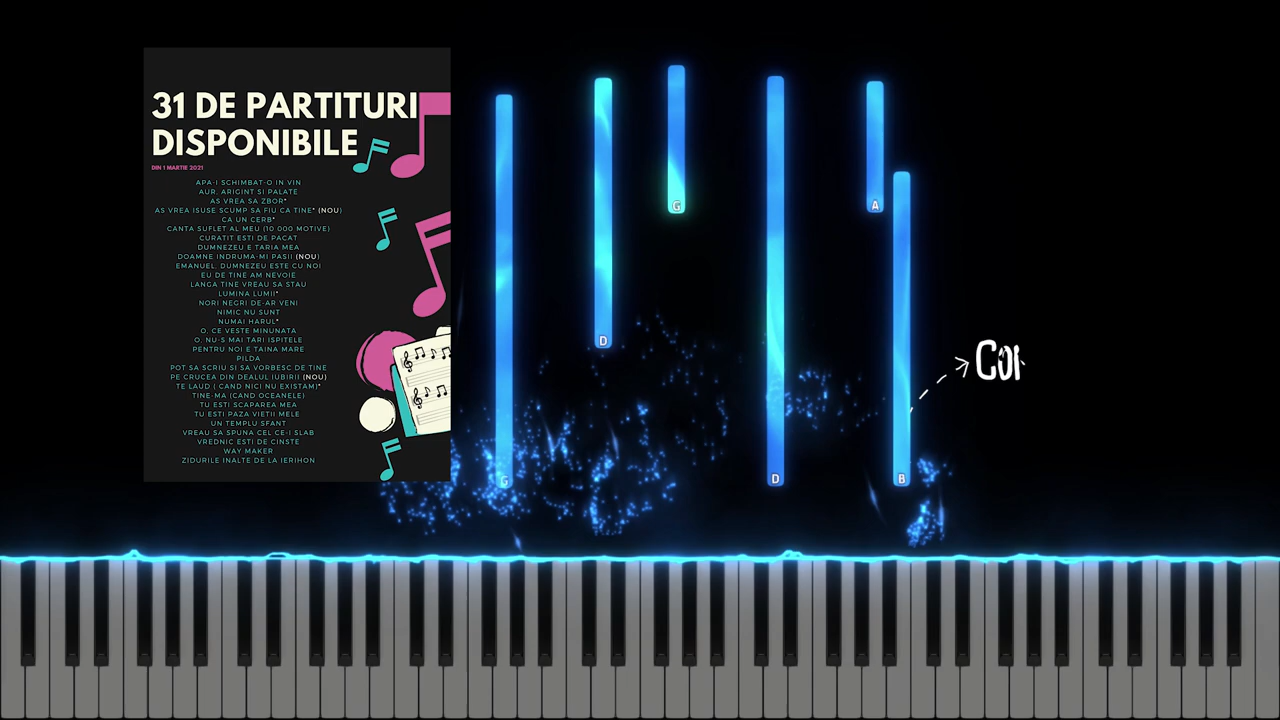 31 DE PARTITURI
DISPONIBILE
DIN 1 MARTIE 2021
APA-I SCHIMBAT-O IN VIN
AUR, ARIGINT SI PALATE
AS VREA SA ZBOR*
AS VREA ISUSE SCUMP SA FIU CA TINE* (NOU)
CA UN CERB*
CANTA SUFLET AL MEU (10 000 MOTIVE)
CURATIT ESTI DE PACAT
DUMNEZEU E TARIA MEA
DOAMNE INDRUMA-MI PASII (NOU)
EMANUEL, DUMNEZEU ESTE CU NOI
EU DE TINE AM NEVOIE
LANGA TINE VREAU SA STAU
LUMINA LUMII*
NORI NEGRI DE-AR VENI
NIMIC NU SUNT
NUMAI HARUL*
O, CE VESTE MINUNATA
O, NU-S MAI TARI ISPITELE
PENTRU NOI E TAINA MARE
PILDA
POT SA SCRIU SI SA VORBESC DE TINE
PE CRUCEA DIN DEALUL IUBIRII (NOU)
TE LAUD ( CAND NICI NU EXISTAM)*
TINE-MA (CAND OCEANELE)
TU ESTI SCAPAREA MEA
TU ESTI PAZA VIETII MELE
UN TEMPLU SFANT
VREAU SA SPUNA CEL CE-I SLAB
VREDNIC ESTI DE CINSTE
WAY MAKER
ZIDURILE INALTE DE LA IERIHON
G
A
D
G
D
B